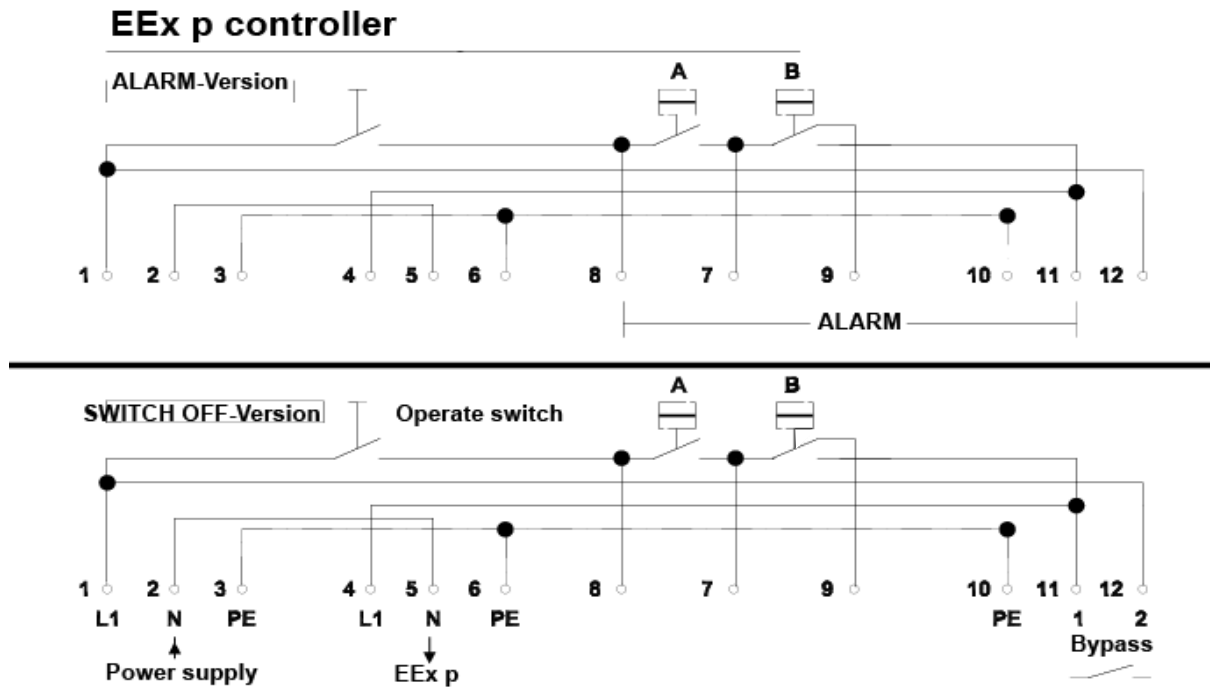 EEx p controller
ALARM-Version
A B
1 2 3 4 5 6 8 7 9 10 11 12
ALARM
A B
SWITCH OFF-Version Operate switch
1 2 3 4 5 6 8 7 9 10 11 12
L1 N PE L1 N PE PE 1 2
Bypass
Power supply EEx p